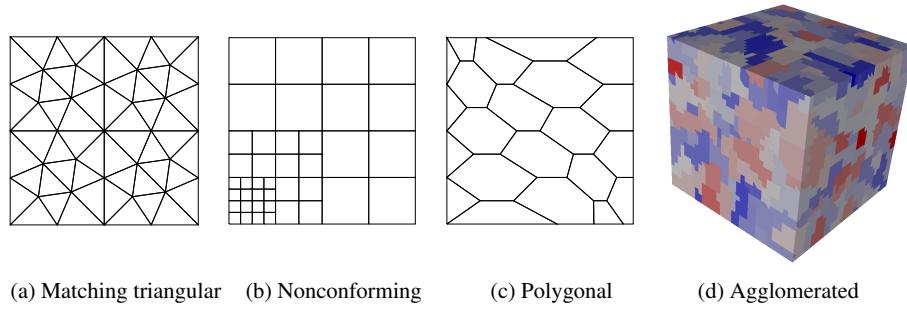 (a) Matching triangular
(b) Nonconforming
(c) Polygonal
(d) Agglomerated